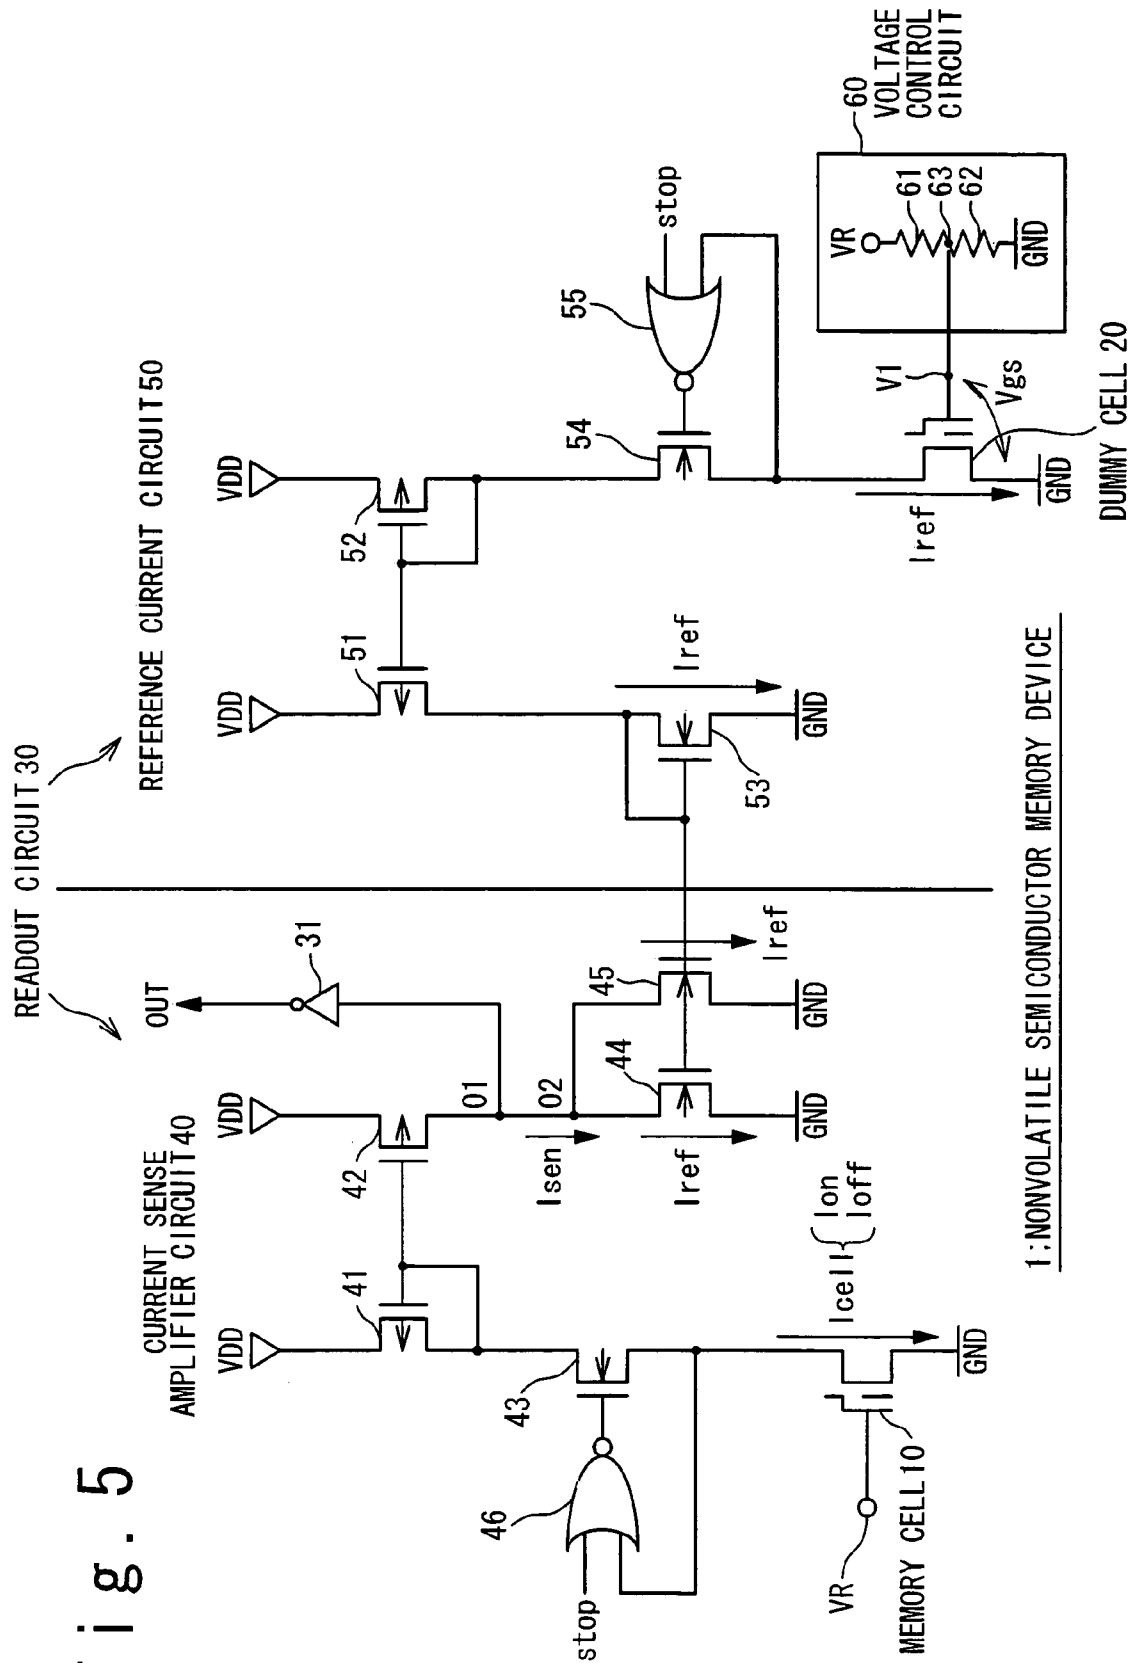 ig. 5
READOUT CIRCUIT 30
CURRENT SENSE
AMPLIFIER CIRCUIT 40
REFERENCE CURRENT CIRCUIT 50
OUT
31
VDD
VDD
VDD
VDD
41
42
51
52
O1
O2
Isen
43
46
stop
44
45
Iref
Iref
53
Iref
54
55
stop
GND
GND
GND
VR
MEMORY CELL 10
Icell
Ion
Ioff
GND
Iref
GND
DUMMY CELL 20
V1
Vgs
VR
61
63
62
GND
60
VOLTAGE
CONTROL
CIRCUIT
1:NONVOLATILE SEMICONDUCTOR MEMORY DEVICE